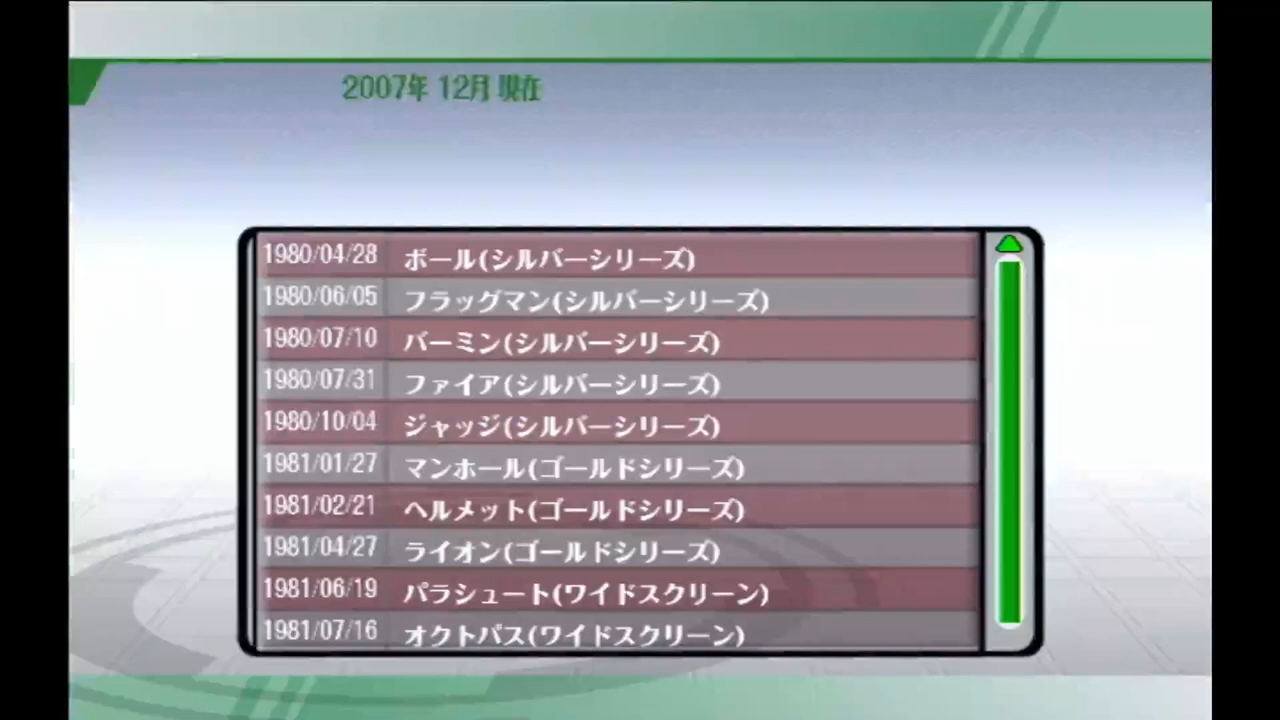 2007年 12月 現在
1980/04/28 ボール(シルバーシリーズ)
1980/06/05 フラッグマン(シルバーシリーズ)
1980/07/10 バーミン(シルバーシリーズ)
1980/07/31 ファイア(シルバーシリーズ)
1980/10/04 ジャッジ(シルバーシリーズ)
1981/01/27 マンホール(ゴールドシリーズ)
1981/02/21 ヘルメット(ゴールドシリーズ)
1981/04/27 ライオン(ゴールドシリーズ)
1981/06/19 パラシュート(ワイドスクリーン)
1981/07/16 オクトパス(ワイドスクリーン)